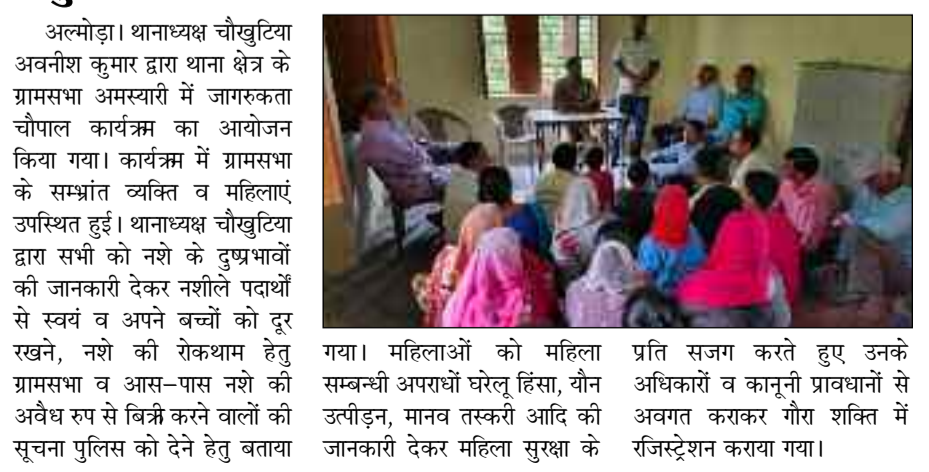 अल्मोड़ा। थानाध्यक्ष चौखुटिया
अवनीश कुमार द्वारा थाना क्षेत्र के
ग्रामसभा अमस्यारी में जागरुकता
चौपाल कार्यक्रम का आयोजन
किया गया। कार्यक्रम में ग्रामसभा
के सम्भ्रांत व्यक्ति व महिलाएं
उपस्थित हुई। थानाध्यक्ष चौखुटिया
द्वारा सभी को नशे के दुष्प्रभावों
की जानकारी देकर नशीले पदार्थों
से स्वयं व अपने बच्चों को दूर
रखने, नशे की रोकथाम हेतु
ग्रामसभा व आस–पास नशे की
अवैध रुप से बिक्री करने वालों की
सूचना पुलिस को देने हेतु बताया
गया। महिलाओं को महिला
सम्बन्धी अपराधों घरेलू हिंसा, यौन
उत्पीड़न, मानव तस्करी आदि की
जानकारी देकर महिला सुरक्षा के
प्रति सजग करते हुए उनके
अधिकारों व कानूनी प्रावधानों से
अवगत कराकर गौरा शक्ति में
रजिस्ट्रेशन कराया गया।